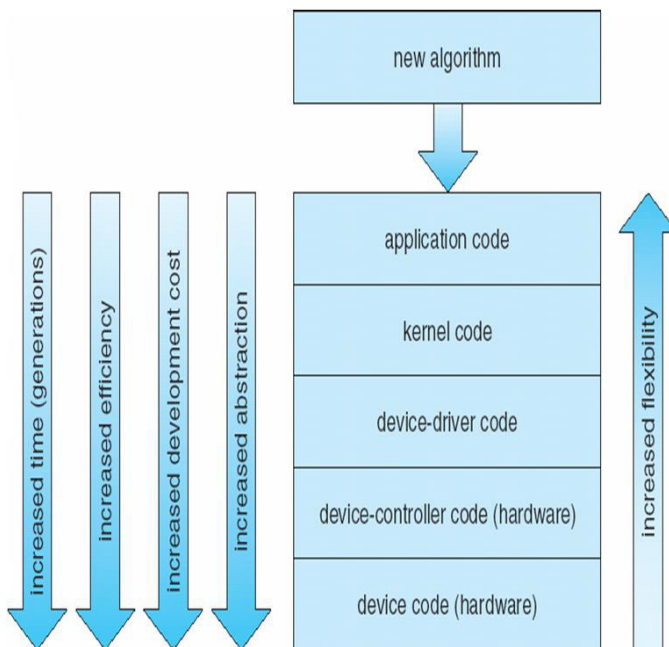 new algorithm
application code
kernel code
device-driver code
device-controller code (hardware)
device code (hardware)
increased time (generations)
increased efficiency
increased development cost
increased abstraction
increased flexibility